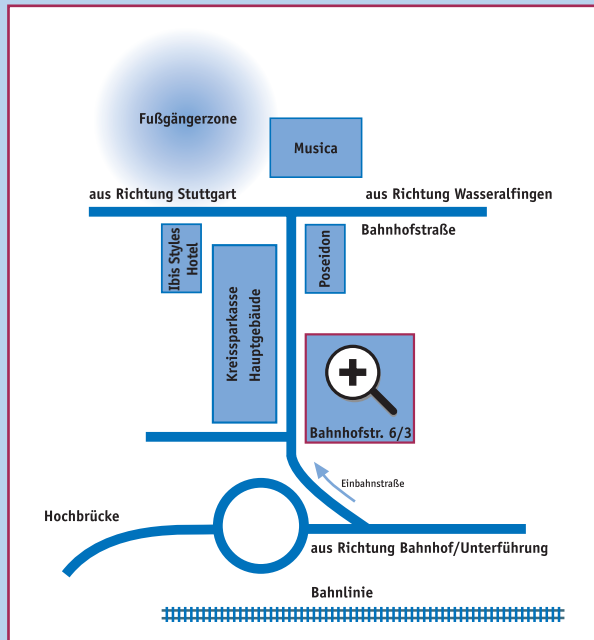 Fußgängerzone
Musica
aus Richtung Stuttgart
aus Richtung Wasseralfingen
Bahnhofstraße
Ibis Styles
Hotel
Poseidon
Kreissparkasse
Hauptgebäude
Bahnhofstr. 6/3
Einbahnstraße
Hochbrücke
aus Richtung Bahnhof/Unterführung
Bahnlinie